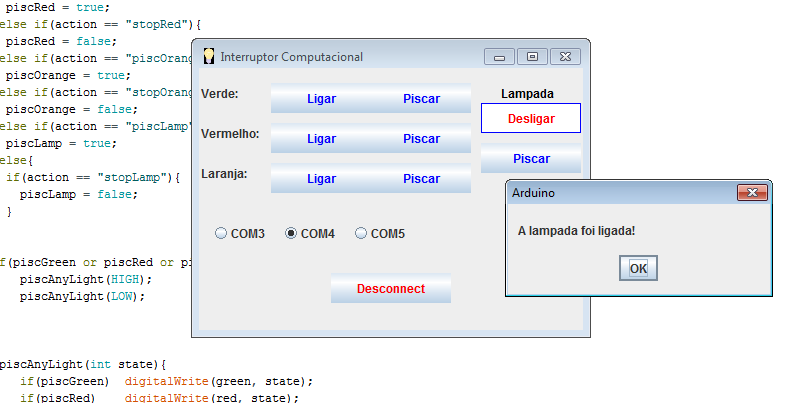 piscRed = true;
else if(action == "stopRed"){
piscRed = false;
else if(action == "piscOrang
piscOrange = true;
else if(action == "stopOrang
piscOrange = false;
else if(action == "piscLamp"
piscLamp = true;
else{
if(action == "stopLamp"){
piscLamp = false;
}
f(piscGreen or piscRed or pi
piscAnyLight(HIGH);
piscAnyLight(LOW);
piscAnyLight(int state){
if(piscGreen) digitalWrite(green, state);
if(piscRed) digitalWrite(red, state);
Interruptor Computacional
Verde: Ligar Piscar
Vermelho: Ligar Piscar
Laranja: Ligar Piscar
Lampada
Desligar
Piscar
COM3 COM4 COM5
Desconnect
Arduino
A lampada foi ligada!
OK